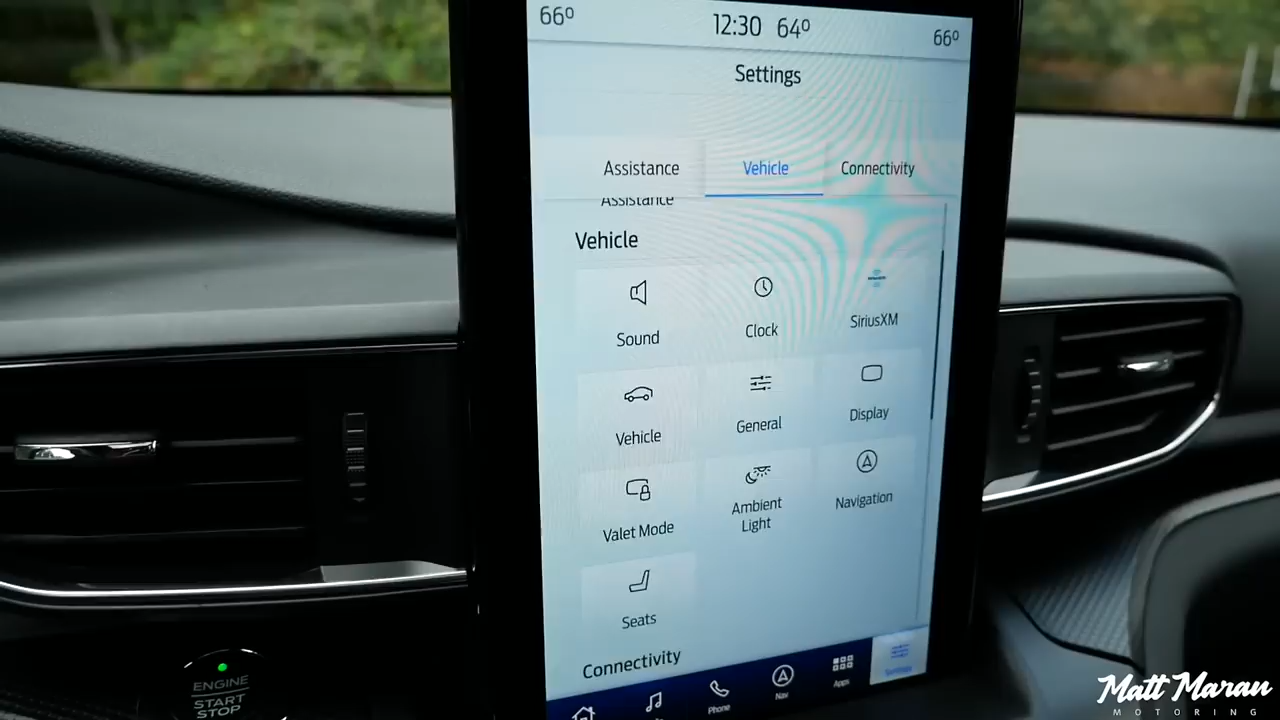 66°
12:30 64°
66°
Settings
Assistance
Vehicle
Connectivity
Assistance
Vehicle
Sound
Clock
SiriusXM
Vehicle
General
Display
Valet Mode
Ambient
Light
Navigation
Seats
Connectivity
Phone
Nav
Apps
Settings
ENGINE
START
STOP
Matt Maran
MOTORING